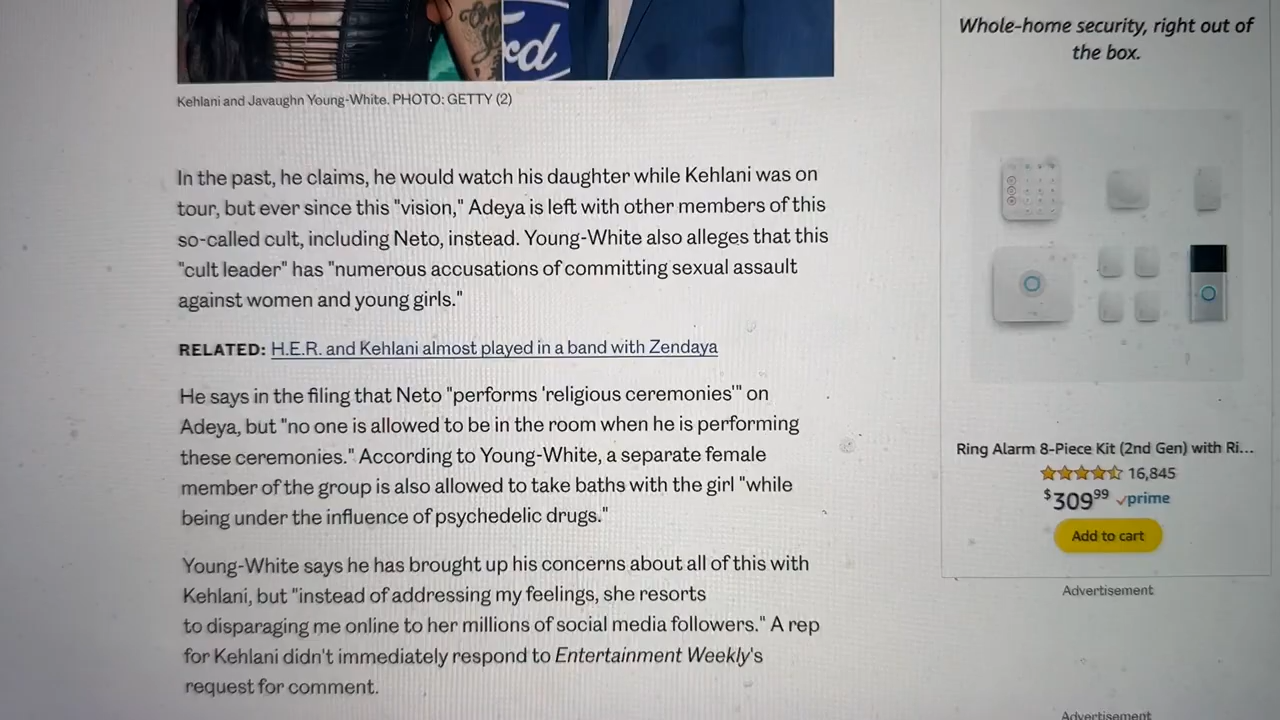 Whole-home security, right out of
the box.
rd
Kehlani and Javaughn Young-White. PHOTO: GETTY (2)
In the past, he claims, he would watch his daughter while Kehlani was on
tour, but ever since this "vision," Adeya is left with other members of this
so-called cult, including Neto, instead. Young-White also alleges that this
"cult leader" has "numerous accusations of committing sexual assault
against women and young girls."
RELATED: H.E.R. and Kehlani almost played in a band with Zendaya
He says in the filing that Neto "performs 'religious ceremonies'" on
Adeya, but "no one is allowed to be in the room when he is performing
these ceremonies." According to Young-White, a separate female
member of the group is also allowed to take baths with the girl "while
being under the influence of psychedelic drugs."
Young-White says he has brought up his concerns about all of this with
Kehlani, but "instead of addressing my feelings, she resorts
to disparaging me online to her millions of social media followers." A rep
for Kehlani didn't immediately respond to Entertainment Weekly's
request for comment.
Ring Alarm 8-Piece Kit (2nd Gen) with Ri...
16,845
$309.99 prime
Add to cart
Advertisement
Advertisement